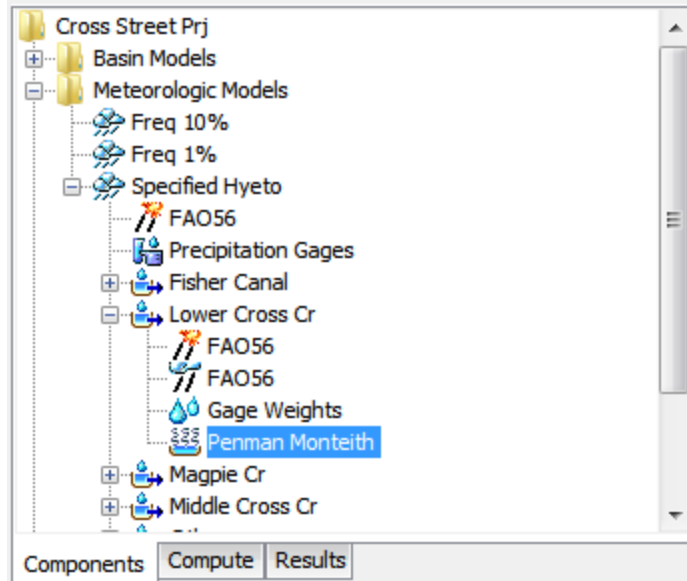 Cross Street Prj
Basin Models
Meteorologic Models
Freq 10%
Freq 1%
Specified Hyeto
FAO56
Precipitation Gages
Fisher Canal
Lower Cross Cr
FAO56
FAO56
Gage Weights
Penman Monteith
Magpie Cr
Middle Cross Cr
Components Compute Results